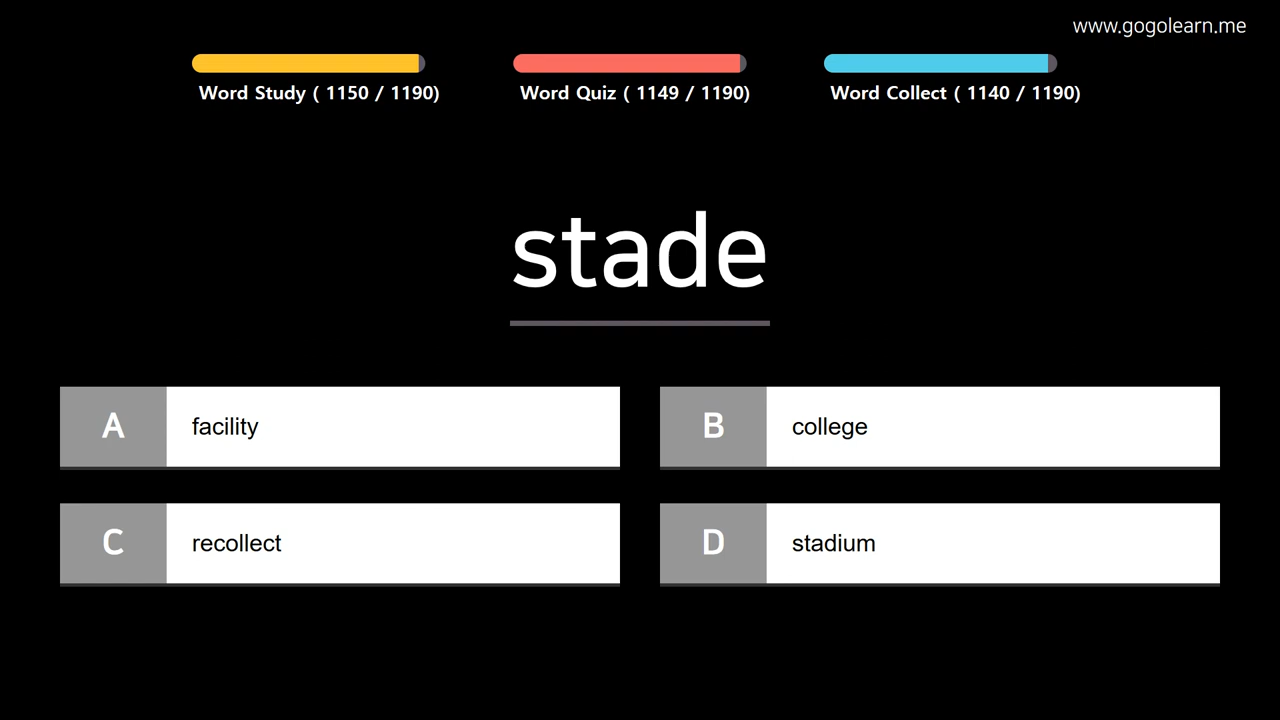 www.gogolearn.me
Word Study ( 1150 / 1190)
Word Quiz ( 1149 / 1190)
Word Collect ( 1140 / 1190)
stade
A facility
B college
C recollect
D stadium